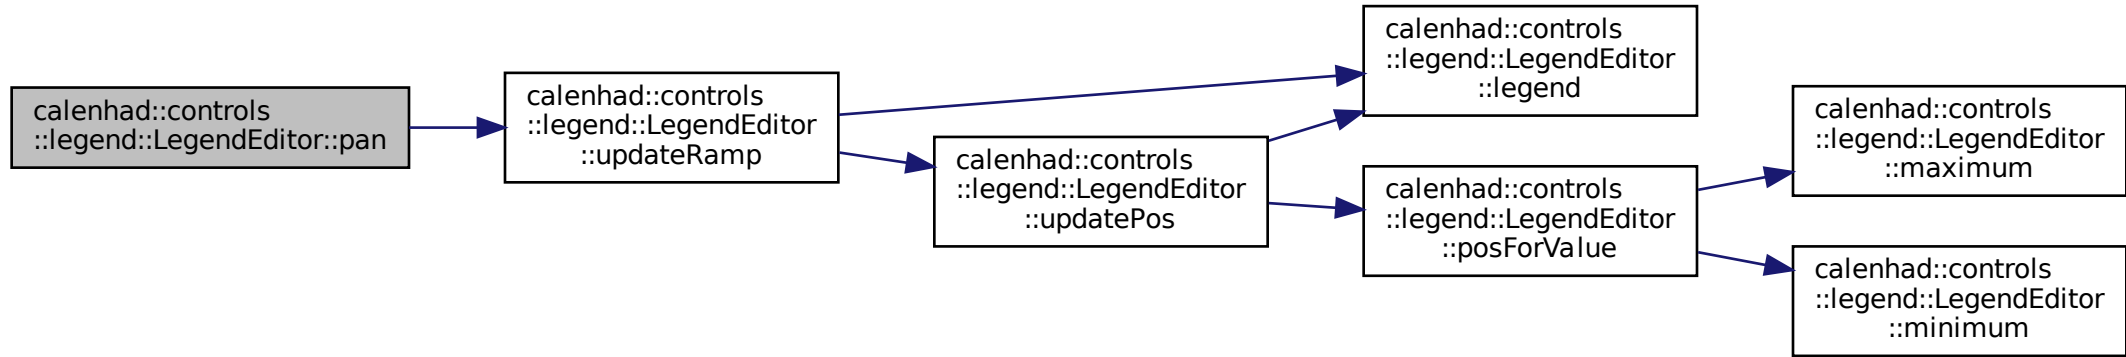 calenhad::controls
::legend::LegendEditor::pan
calenhad::controls
::legend::LegendEditor
::updateRamp
calenhad::controls
::legend::LegendEditor
::updatePos
calenhad::controls
::legend::LegendEditor
::legend
calenhad::controls
::legend::LegendEditor
::posForValue
calenhad::controls
::legend::LegendEditor
::maximum
calenhad::controls
::legend::LegendEditor
::minimum